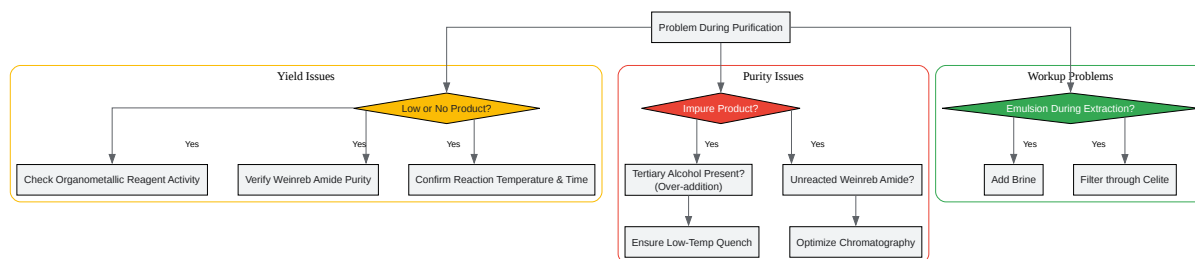 Problem During Purification
Yield Issues
Purity Issues
Workup Problems
Low or No Product?
Impure Product?
Emulsion During Extraction?
Yes
Yes
Yes
Yes
Yes
Yes
Yes
Check Organometallic Reagent Activity
Verify Weinreb Amide Purity
Confirm Reaction Temperature & Time
Tertiary Alcohol Present?
(Over-addition)
Unreacted Weinreb Amide?
Add Brine
Filter through Celite
Ensure Low-Temp Quench
Optimize Chromatography